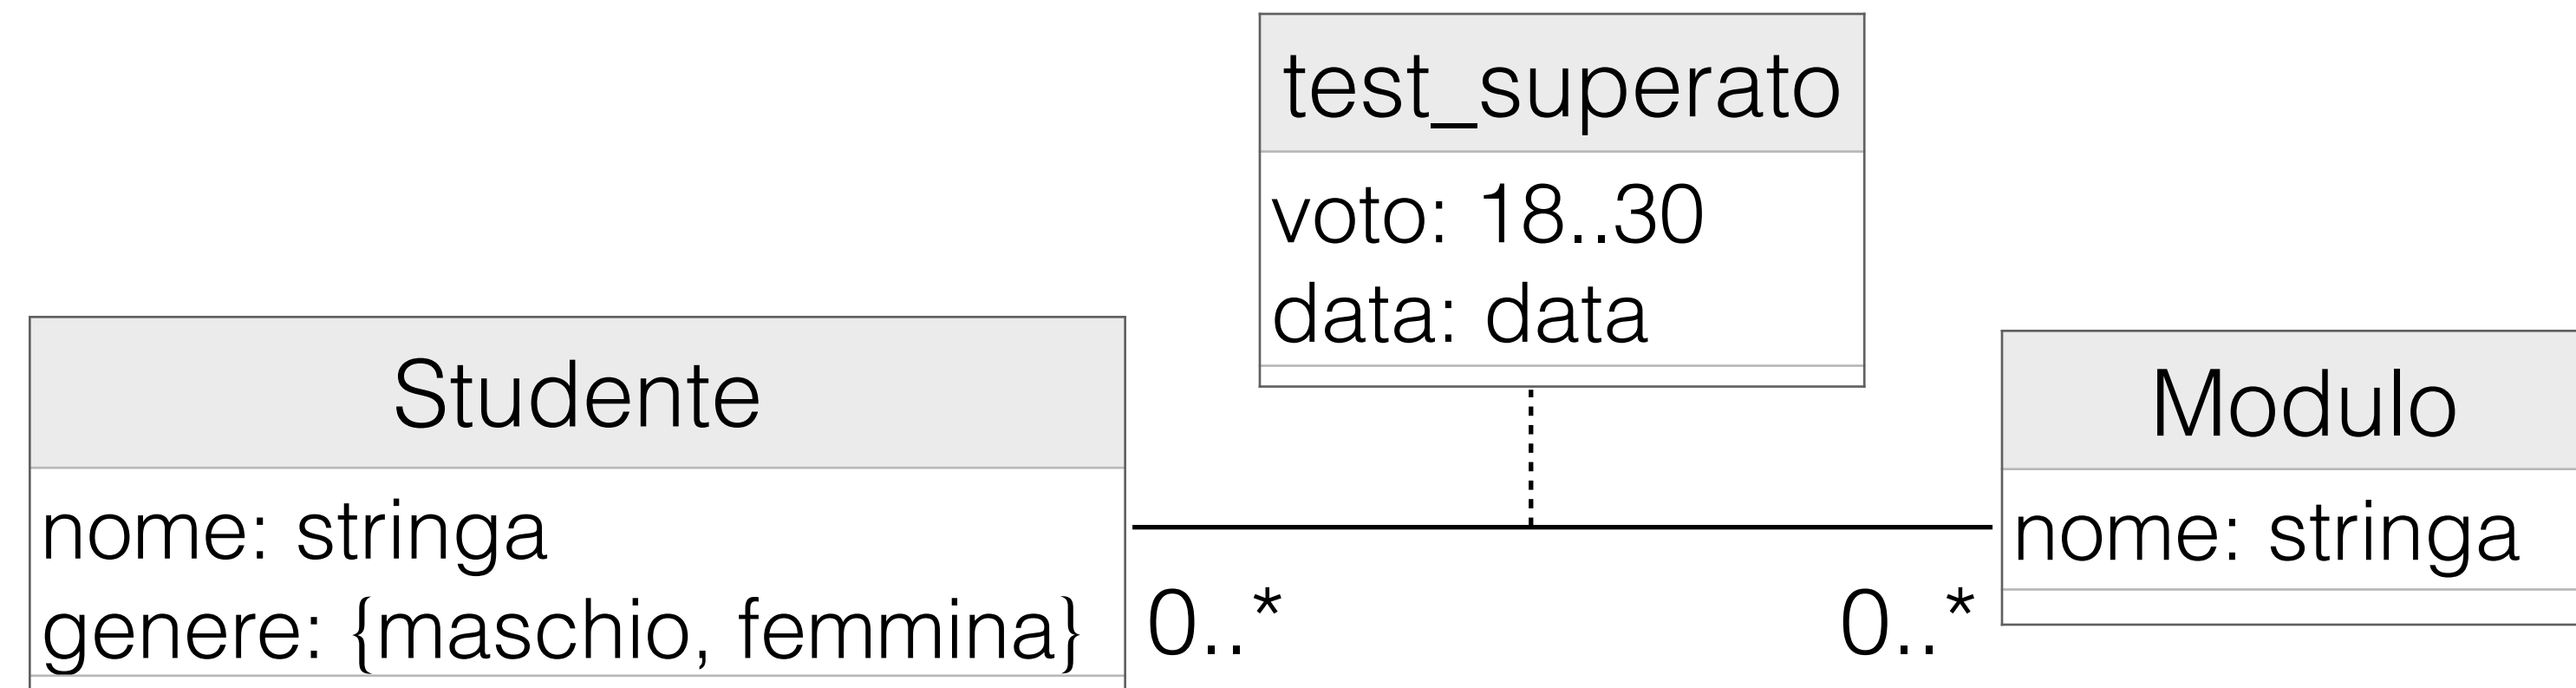 test_superato
voto: 18..30
data: data
Studente
nome: stringa
genere: {maschio, femmina}
0..*
0..*
Modulo
nome: stringa